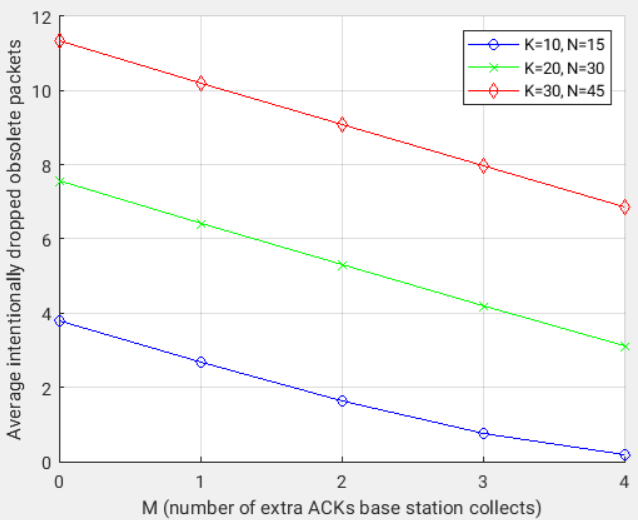 12
10
8
6
4
2
0
Average intentionally dropped obsolete packets
K=10, N=15
K=20, N=30
K=30, N=45
0 1 2 3 4
M (number of extra ACKs base station collects)